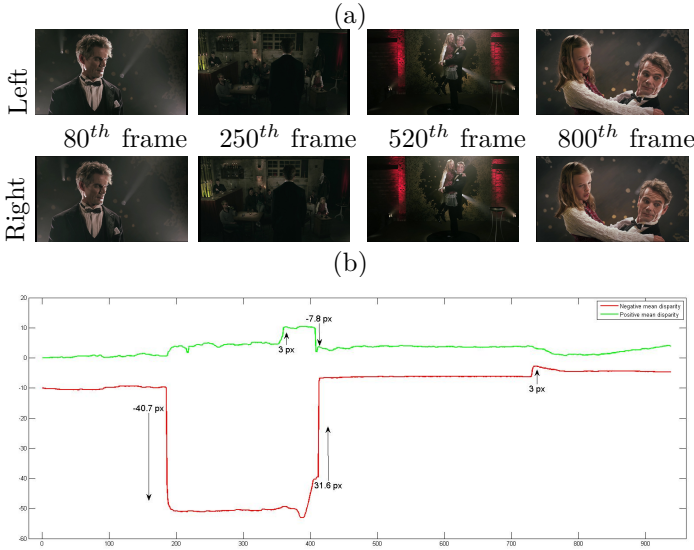 (a)
Left
80th frame 250th frame 520th frame 800th frame
Right
(b)
Negative mean disparity
Positive mean disparity
20
10
0
-10
-20
-30
-40
-50
-60
-7.8 px
3 px
-40.7 px
31.6 px
3 px
0 100 200 300 400 500 600 700 800 900